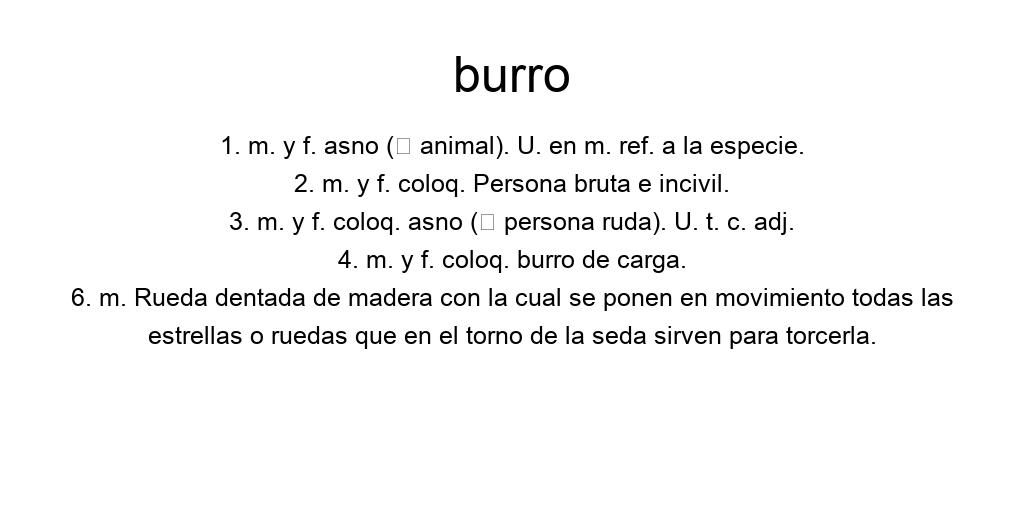 burro
1. m. y f. asno (□ animal). U. en m. ref. a la especie.
2. m. y f. coloq. Persona bruta e incivil.
3. m. y f. coloq. asno (□ persona ruda). U. t. c. adj.
4. m. y f. coloq. burro de carga.
6. m. Rueda dentada de madera con la cual se ponen en movimiento todas las
estrellas o ruedas que en el torno de la seda sirven para torcerla.